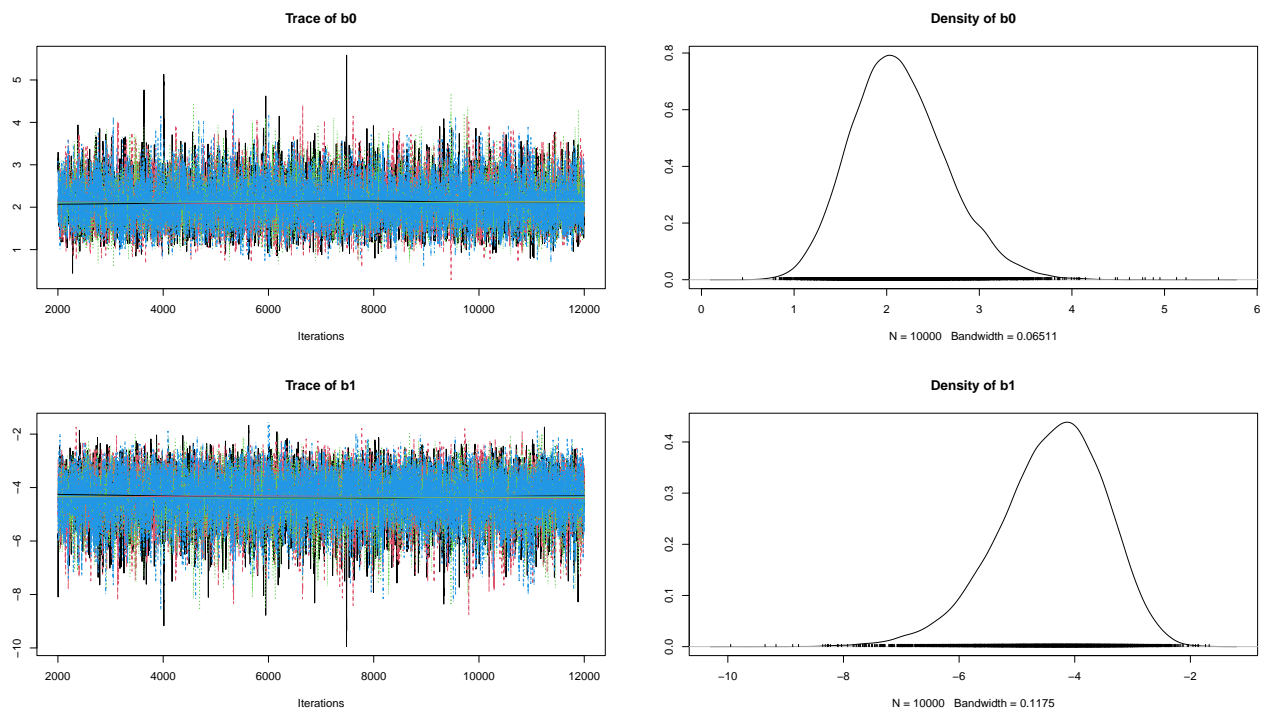 Trace of b0
5
4
3
2
1
2000 4000 6000 8000 10000 12000
Iterations
Density of b0
0.8
0.6
0.4
0.2
0.0
0 1 2 3 4 5 6
N = 10000 Bandwidth = 0.06511
Trace of b1
−2
−4
−6
−8
−10
2000 4000 6000 8000 10000 12000
Iterations
Density of b1
0.4
0.3
0.2
0.1
0.0
−10 −8 −6 −4 −2
N = 10000 Bandwidth = 0.1175